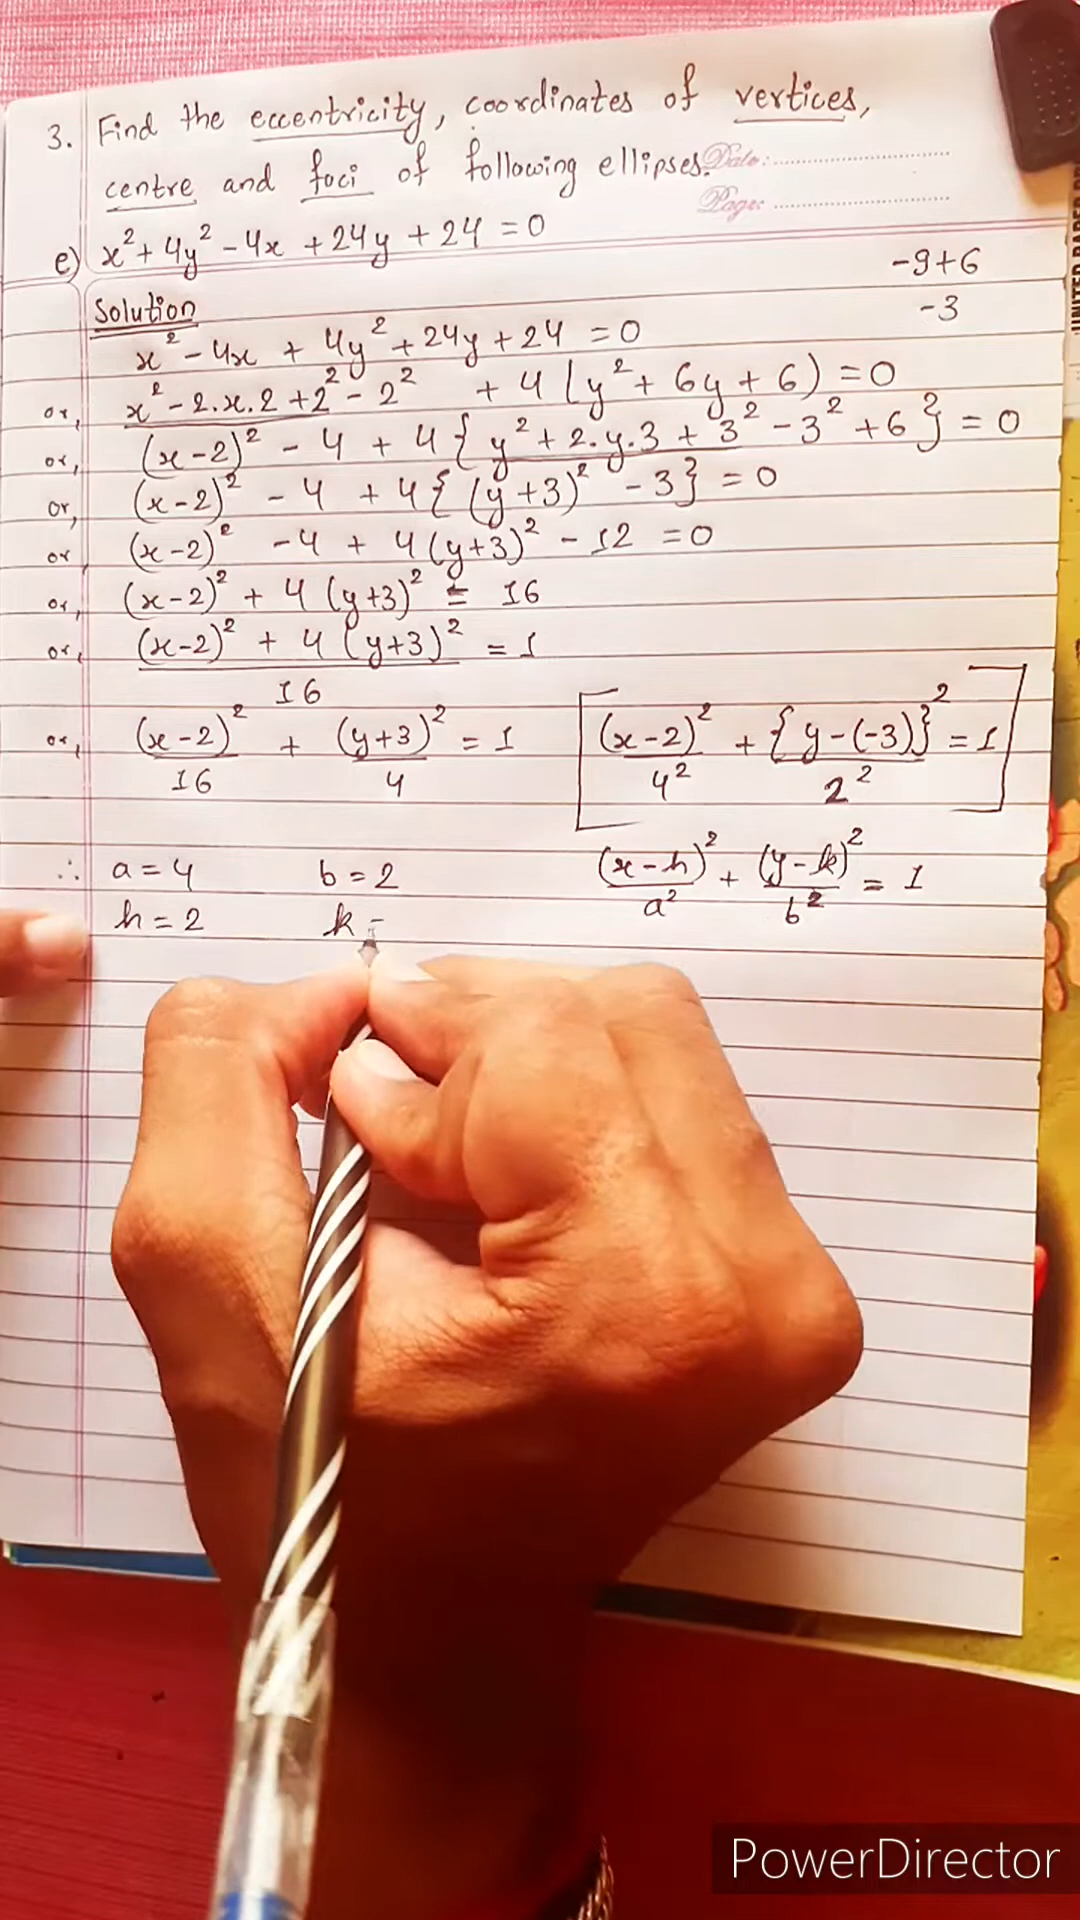 3. Find the eccentricity, coordinates of vertices,
centre and foci of following ellipses.
Date:
Page:
e) x² + 4y² - 4x + 24y + 24 = 0
-9+6
-3
Solution
x² - 4x + 4y² + 24y + 24 = 0
or, x² - 2.x.2 + 2² - 2² + 4(y² + 6y + 6) = 0
or, (x-2)² - 4 + 4{y² + 2.y.3 + 3² - 3² + 6} = 0
or, (x-2)² - 4 + 4{(y+3)² - 3} = 0
or (x-2)² - 4 + 4(y+3)² - 12 = 0
or, (x-2)² + 4(y+3)² = 16
or, (x-2)² + 4(y+3)² / 16 = 1
or, (x-2)²/16 + (y+3)²/4 = 1 [(x-2)²/4² + {y-(-3)}²/2² = 1]
∴ a = 4 b = 2 (x-h)²/a² + (y-k)²/b² = 1
h = 2 k =
PowerDirector